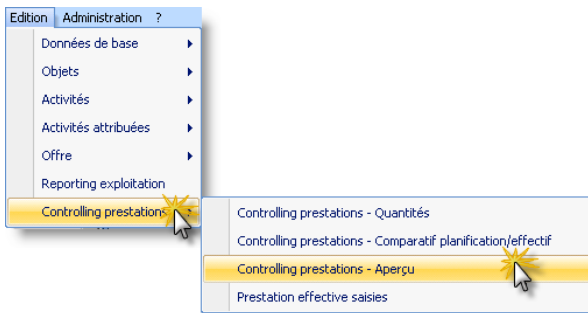 Edition Administration ?
Données de base
Objets
Activités
Activités attribuées
Offre
Reporting exploitation
Controlling prestations
Controlling prestations - Quantités
Controlling prestations - Comparatif planification/effectif
Controlling prestations - Aperçu
Prestation effective saisies